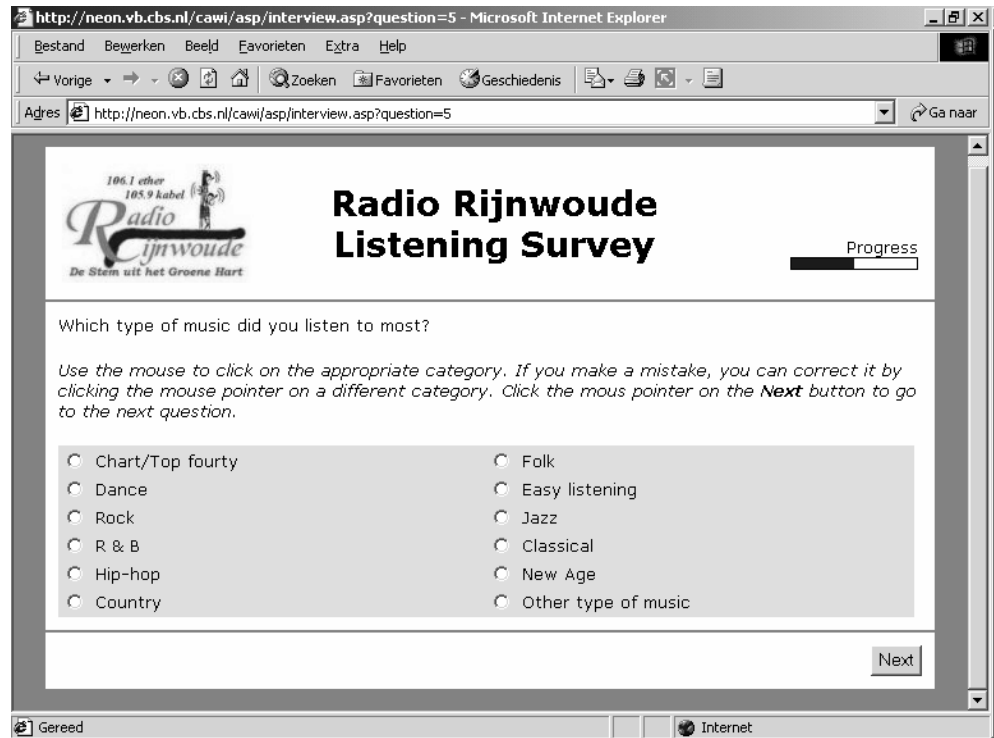 http://neon.vb.cbs.nl/cawi/asp/interview.asp?question=5 - Microsoft Internet Explorer
Bestand Bewerken Beeld Favorieten Extra Help
Vorige Zoeken Favorieten Geschiedenis
Adres http://neon.vb.cbs.nl/cawi/asp/interview.asp?question=5 Ga naar
106.1 ether
105.9 kabel
Radio
Rijnwoude
De Stem uit het Groene Hart
Radio Rijnwoude
Listening Survey
Progress
Which type of music did you listen to most?
Use the mouse to click on the appropriate category. If you make a mistake, you can correct it by
clicking the mouse pointer on a different category. Click the mous pointer on the Next button to go
to the next question.
Chart/Top fourty Folk
Dance Easy listening
Rock Jazz
R & B Classical
Hip-hop New Age
Country Other type of music
Next
Gereed Internet